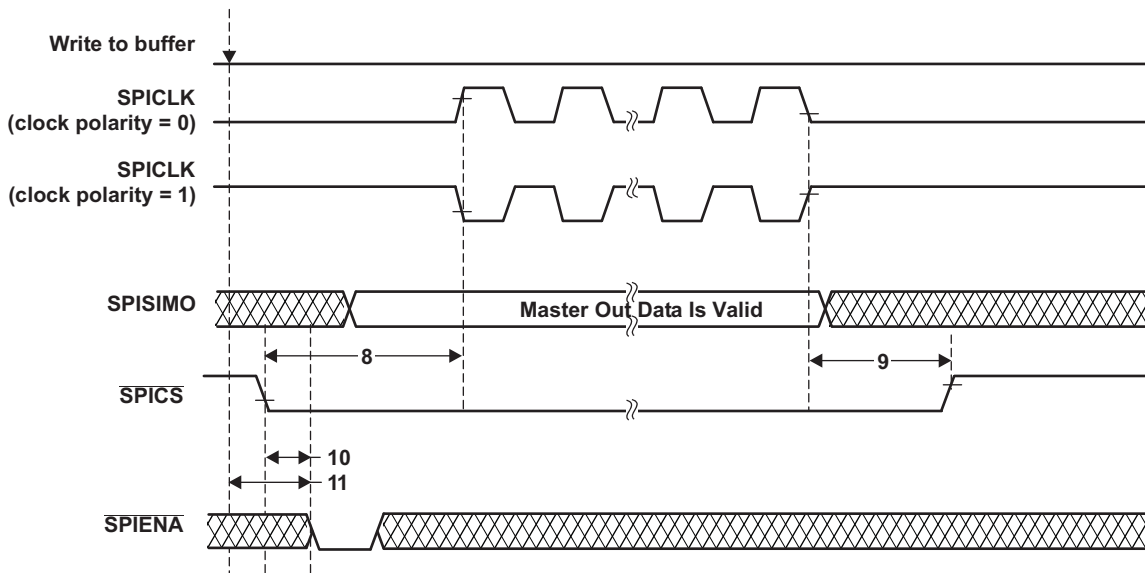 Write to buffer
SPICLK
(clock polarity = 0)
SPICLK
(clock polarity = 1)
SPISIMO
Master Out Data Is Valid
8
9
SPICS
10
11
SPIENA